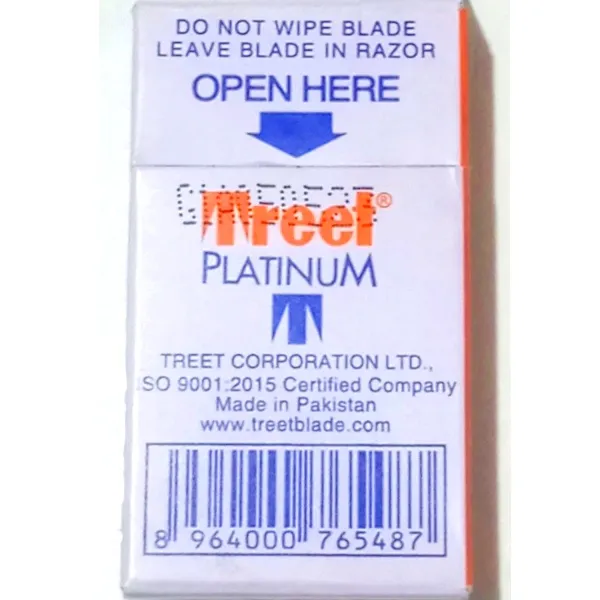 DO NOT WIPE BLADE
LEAVE BLADE IN RAZOR
OPEN HERE
Treet®
PLATINUM
TREET CORPORATION LTD.,
ISO 9001:2015 Certified Company
Made in Pakistan
www.treetblade.com
8 964000 765487